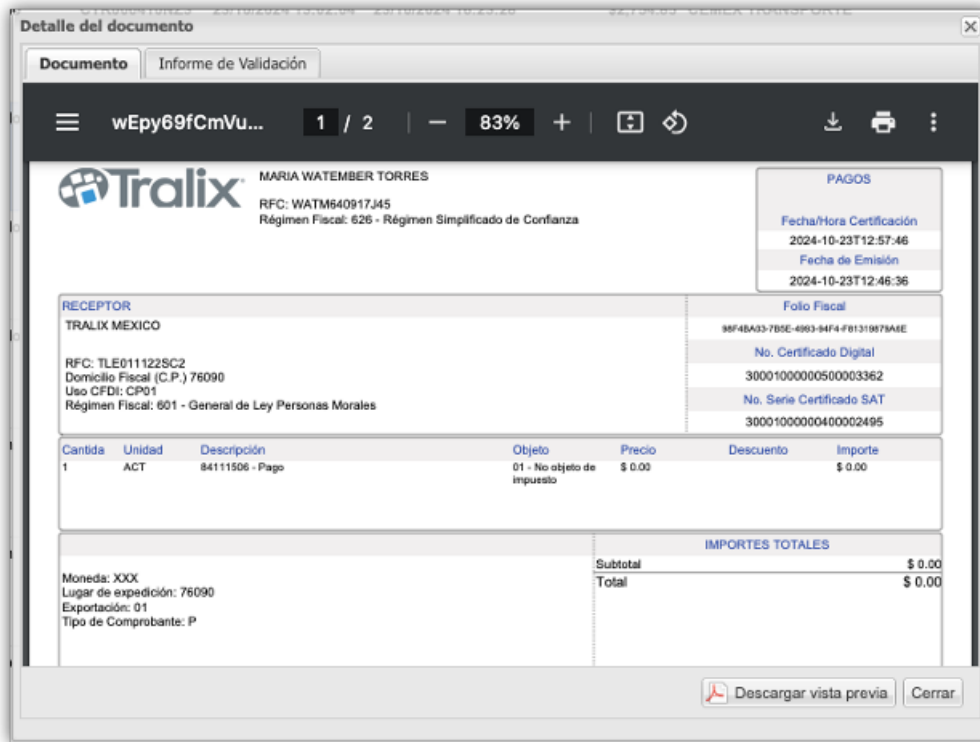 Detalle del documento
Documento
Informe de Validación
wEpy69fCmVu...
1 / 2
83%
Tralix
MARIA WATEMBER TORRES
RFC: WATM640917J45
Régimen Fiscal: 626 - Régimen Simplificado de Confianza
PAGOS
Fecha/Hora Certificación
2024-10-23T12:57:46
Fecha de Emisión
2024-10-23T12:46:36
RECEPTOR
TRALIX MEXICO
RFC: TLE011122SC2
Domicilio Fiscal (C.P.) 76090
Uso CFDI: CP01
Régimen Fiscal: 601 - General de Ley Personas Morales
Folio Fiscal
98F4BA03-7B5E-4993-94F4-F81319879A6E
No. Certificado Digital
30001000000500003362
No. Serie Certificado SAT
30001000000400002495
Cantida Unidad Descripción Objeto Precio Descuento Importe
1 ACT 84111506 - Pago 01 - No objeto de $ 0.00 $ 0.00
impuesto
IMPORTES TOTALES
Subtotal $ 0.00
Total $ 0.00
Moneda: XXX
Lugar de expedición: 76090
Exportación: 01
Tipo de Comprobante: P
Descargar vista previa
Cerrar